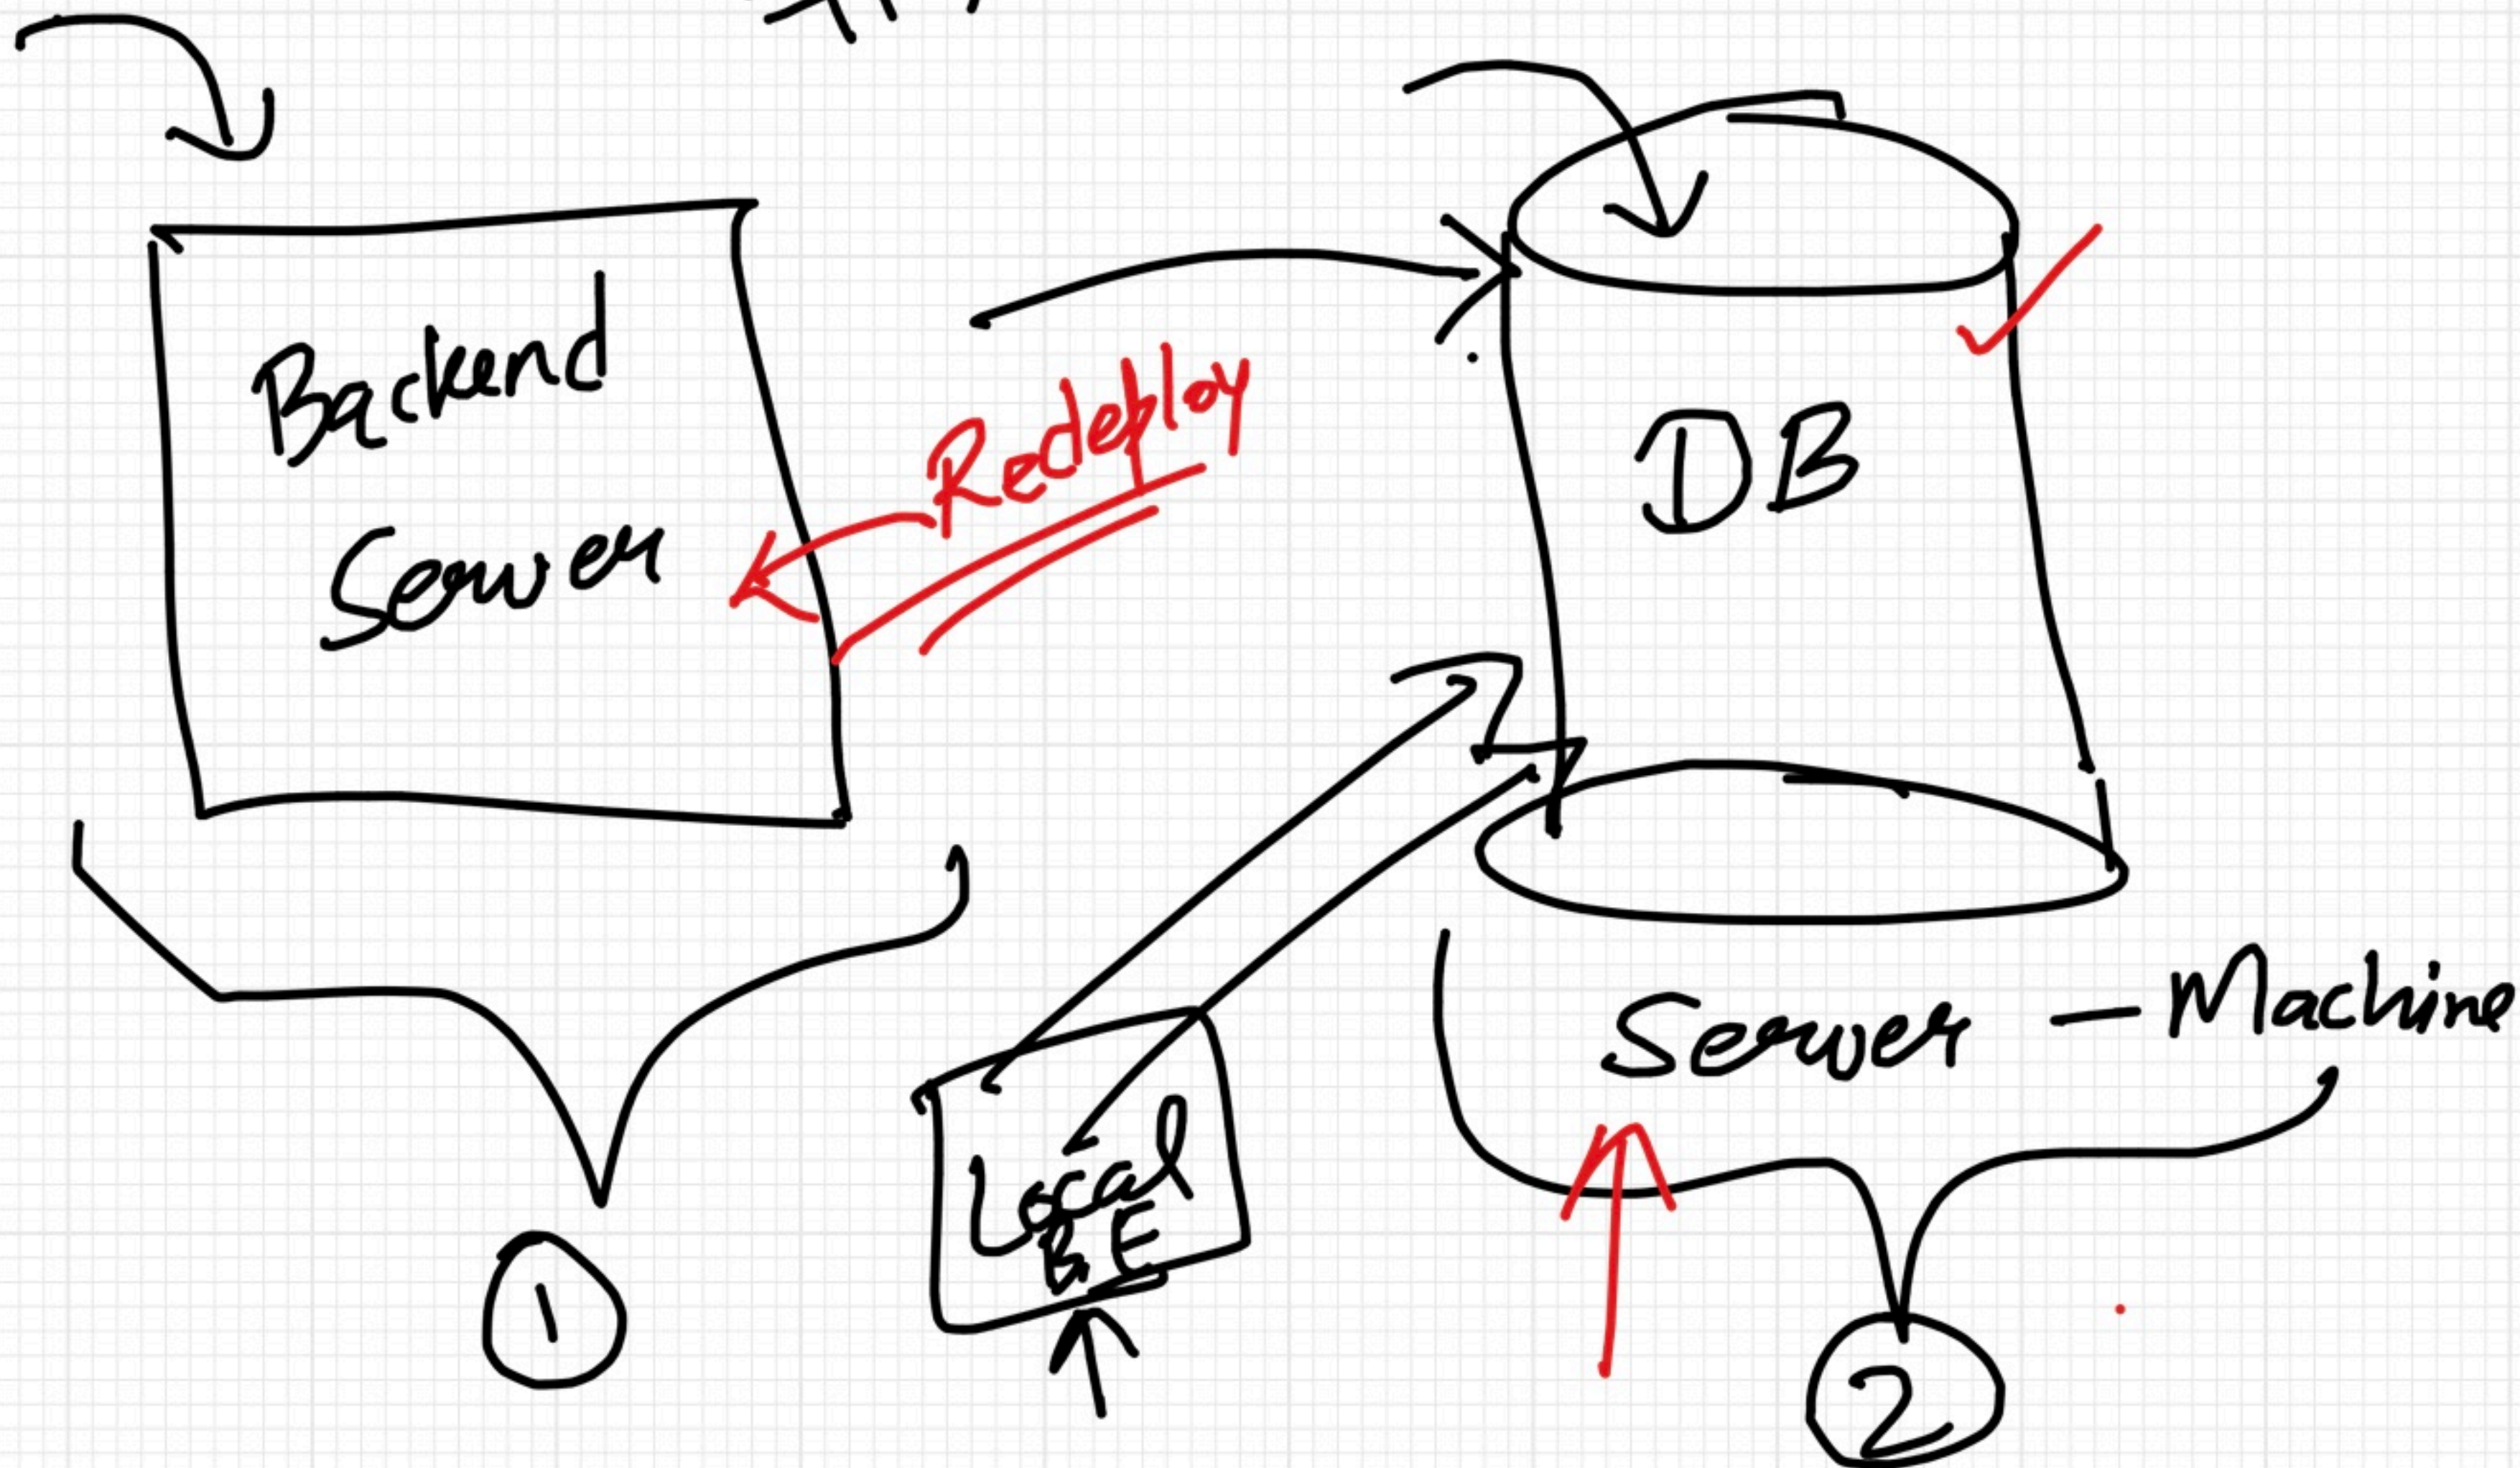 Backend
Server
Redeploy
DB
Server - Machine
Local
BE
1
2